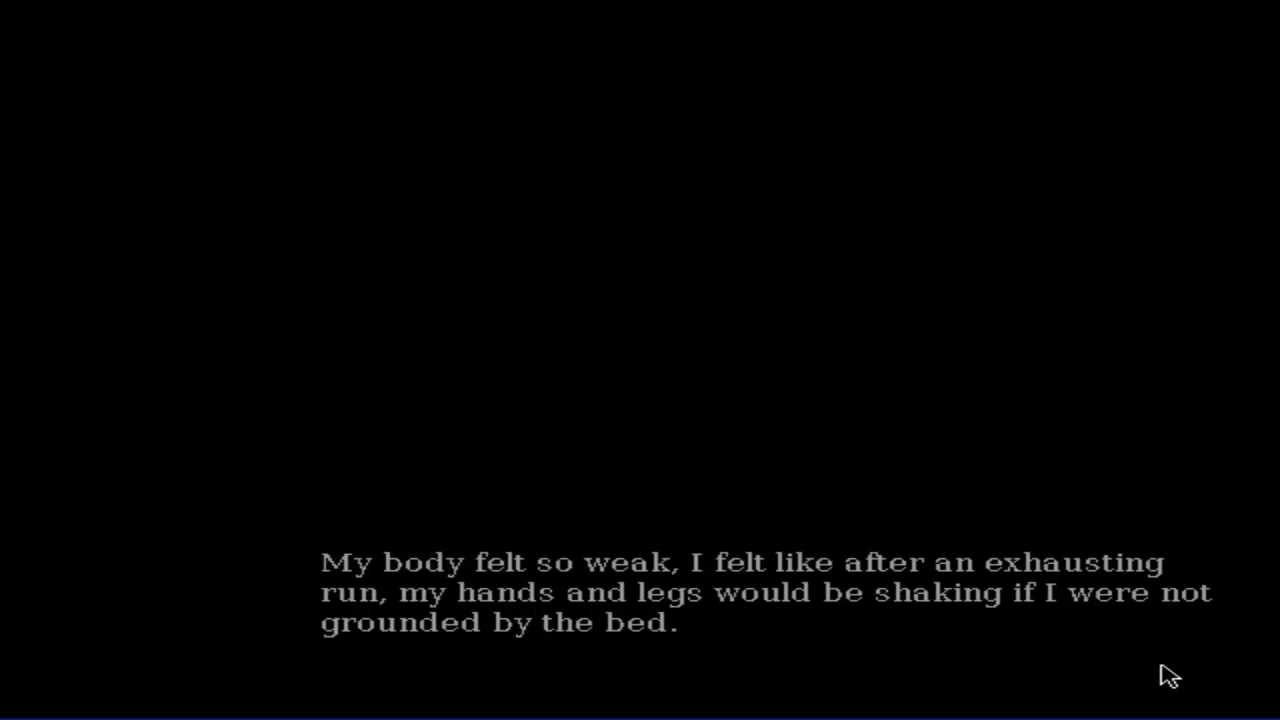 My body felt so weak, I felt like after an exhausting
run, my hands and legs would be shaking if I were not
grounded by the bed.